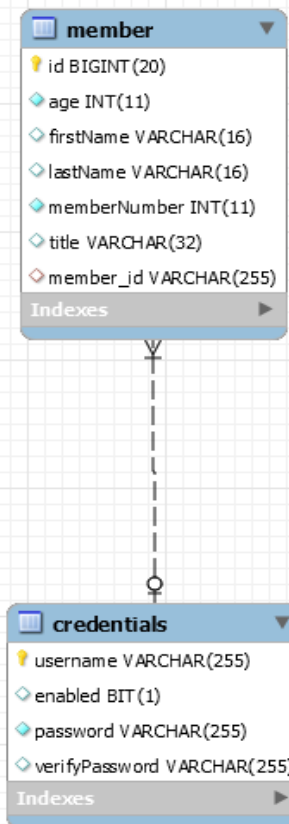 member
id BIGINT(20)
age INT(11)
firstName VARCHAR(16)
lastName VARCHAR(16)
memberNumber INT(11)
title VARCHAR(32)
member_id VARCHAR(255)
Indexes
credentials
username VARCHAR(255)
enabled BIT(1)
password VARCHAR(255)
verifyPassword VARCHAR(255)
Indexes